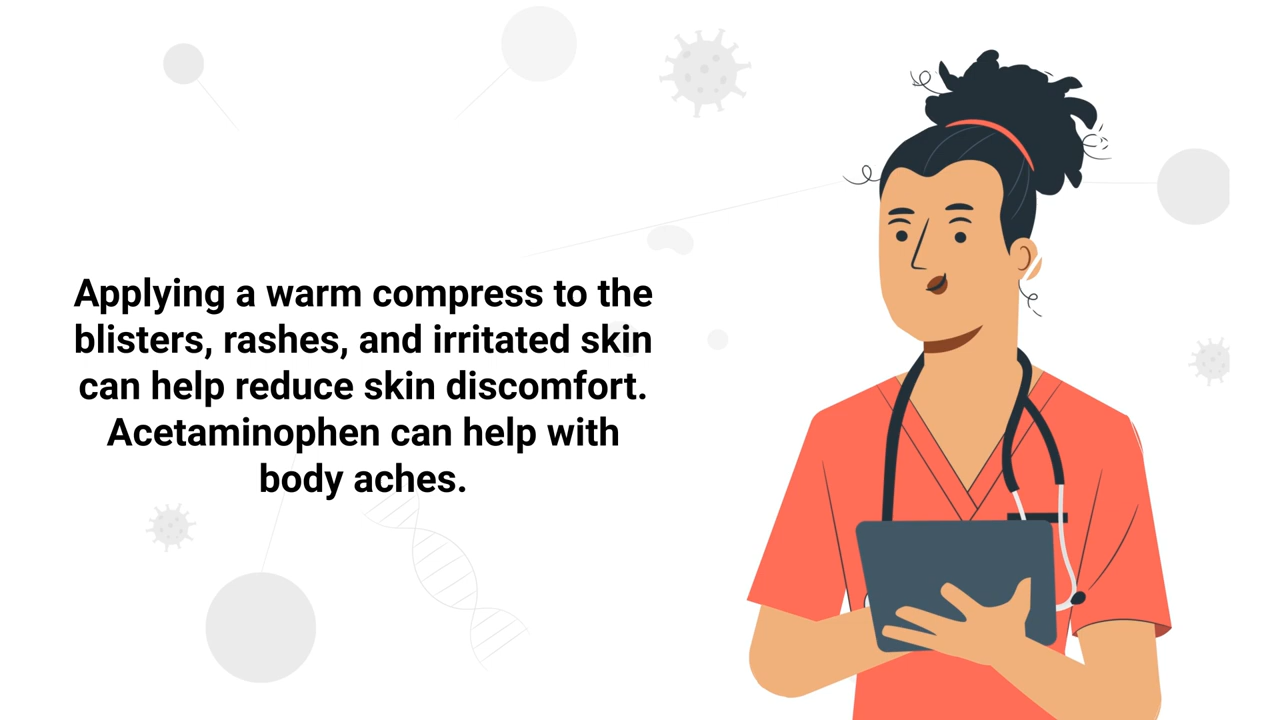 Applying a warm compress to the
blisters, rashes, and irritated skin
can help reduce skin discomfort.
Acetaminophen can help with
body aches.